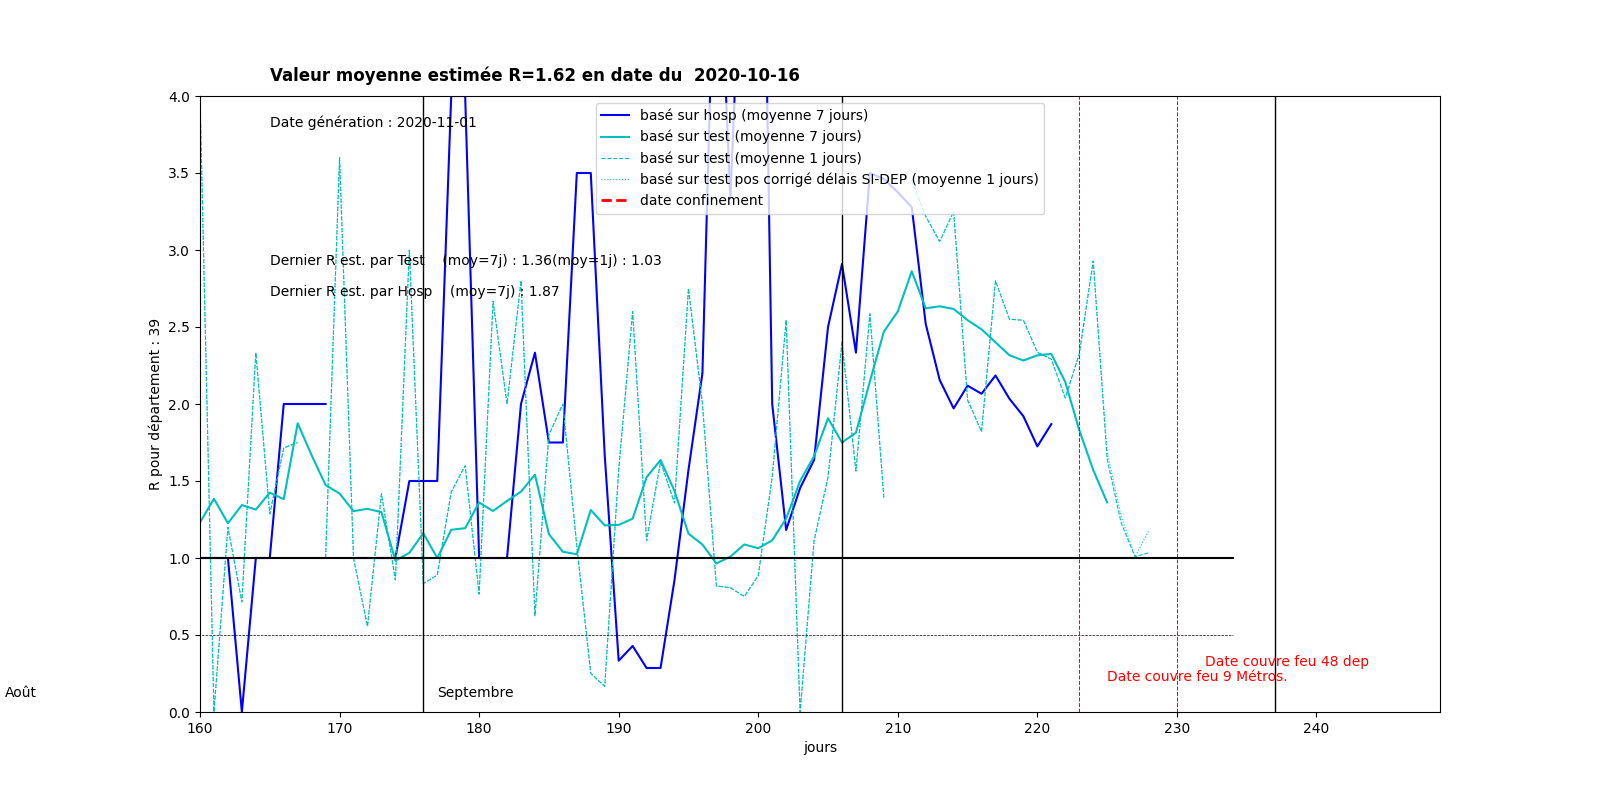 Valeur moyenne estimée R=1.62 en date du  2020-10-16
Date génération : 2020-11-01
basé sur hosp (moyenne 7 jours)
basé sur test (moyenne 7 jours)
basé sur test (moyenne 1 jours)
basé sur test pos corrigé délais SI-DEP (moyenne 1 jours)
date confinement
Dernier R est. par Test    (moy=7j) : 1.36(moy=1j) : 1.03
Dernier R est. par Hosp    (moy=7j) : 1.87
R pour département : 39
4.0
3.5
3.0
2.5
2.0
1.5
1.0
0.5
0.0
Date couvre feu 48 dep
Date couvre feu 9 Métros.
Août
Septembre
160 170 180 190 200 210 220 230 240
jours